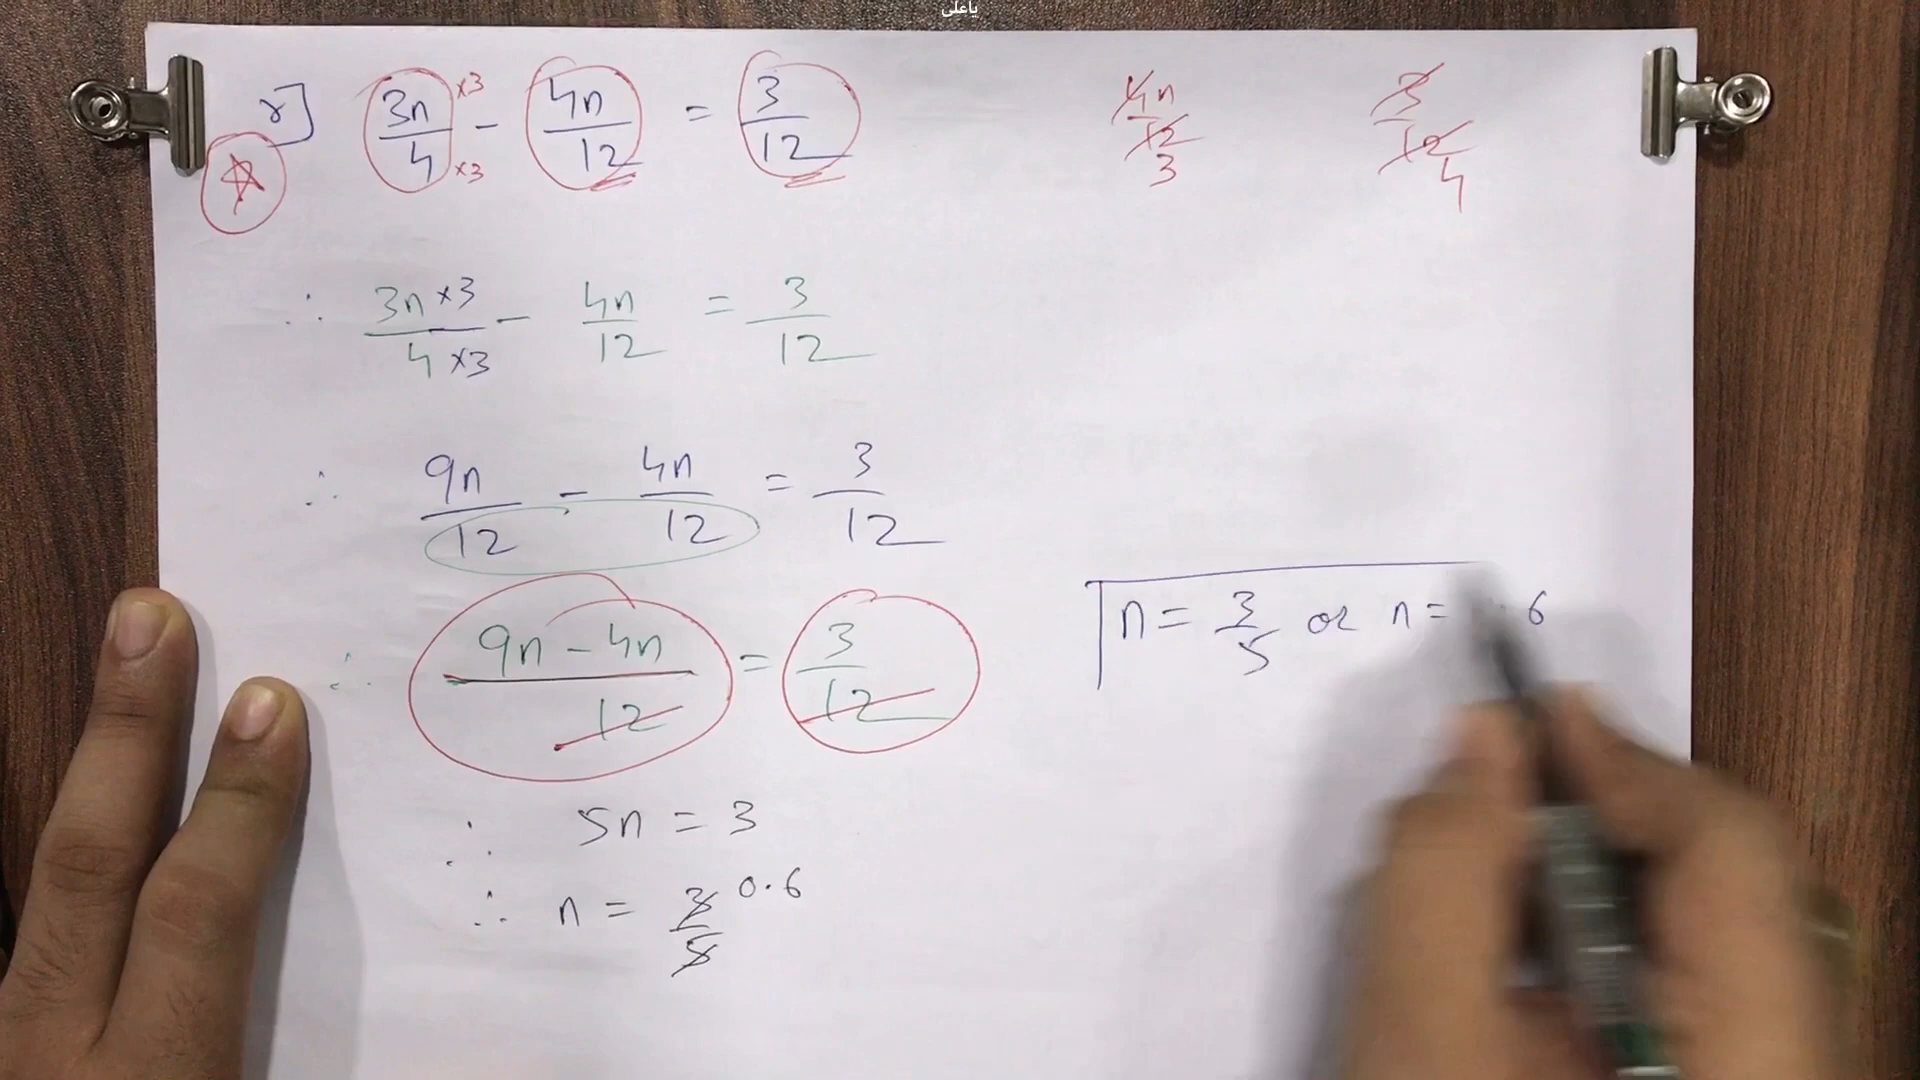 ياعلى
r] 3n/4 ×3 ×3 - 4n/12 = 3/12
4n/12 3
3/12 4
∴ 3n×3/4×3 - 4n/12 = 3/12
∴ 9n/12 - 4n/12 = 3/12
∴ 9n-4n/12 = 3/12
n = 3/5 or n = .6
∴ 5n = 3
∴ n = 3/5 0.6